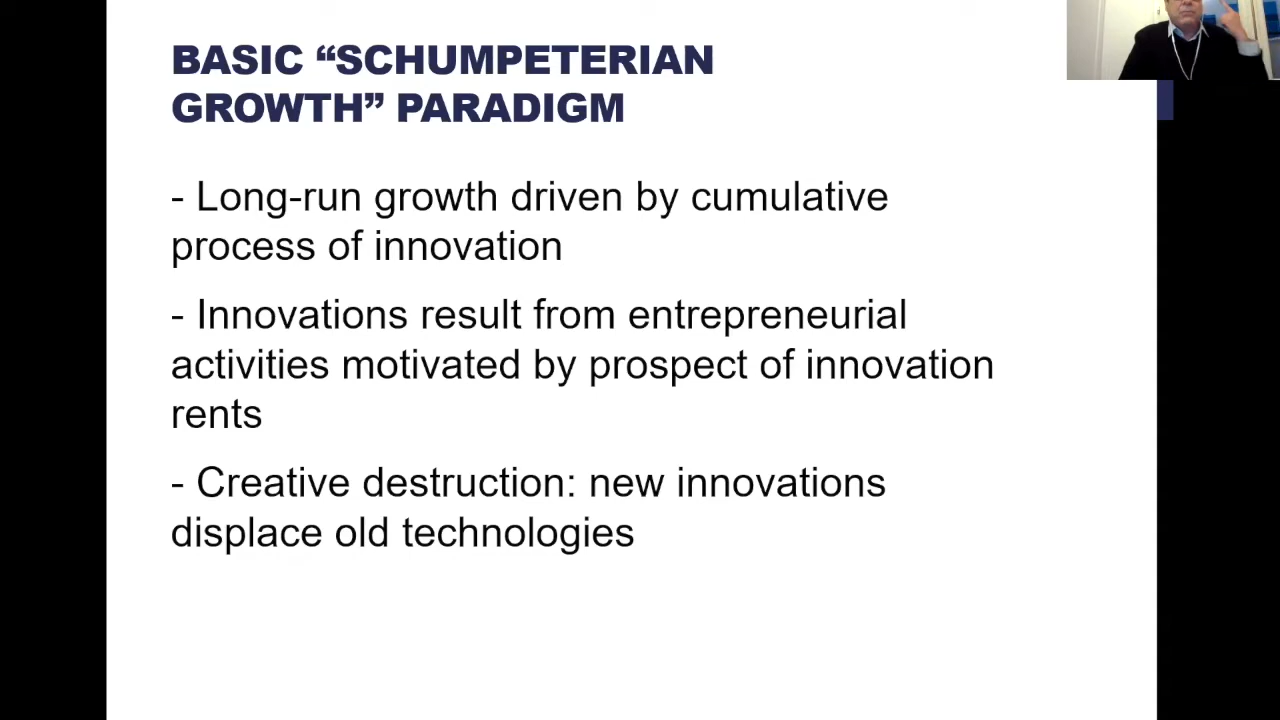 BASIC “SCHUMPETERIAN
GROWTH” PARADIGM
- Long-run growth driven by cumulative
process of innovation
- Innovations result from entrepreneurial
activities motivated by prospect of innovation
rents
- Creative destruction: new innovations
displace old technologies